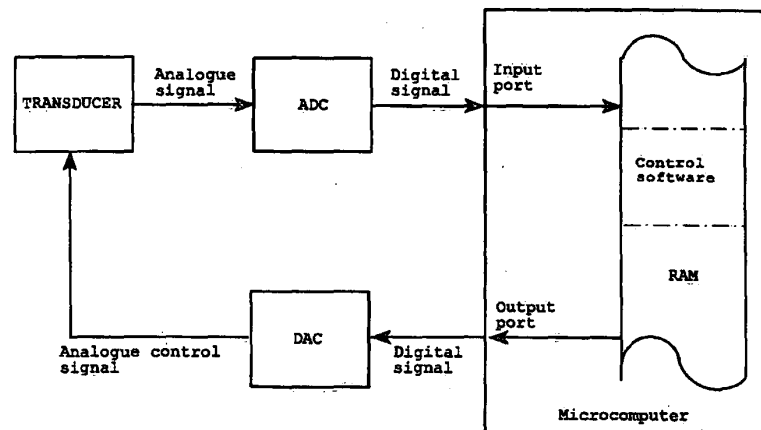 Analogue
signal
Digital
signal
Input
port
TRANSDUCER
ADC
Control
software
RAM
Output
port
DAC
Analogue control
signal
Digital
signal
Microcomputer